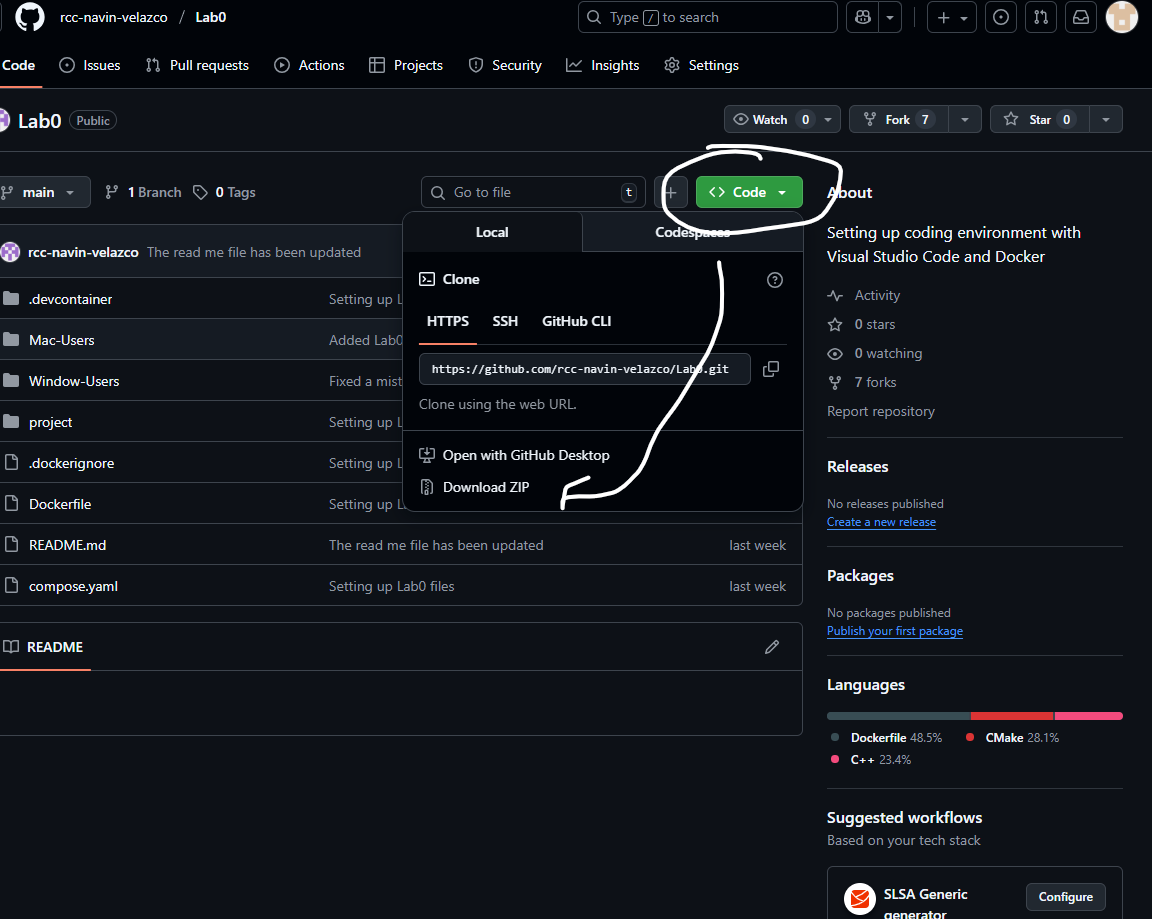 rcc-navin-velazco / Lab0
Type / to search
Code Issues Pull requests Actions Projects Security Insights Settings
Lab0 Public
Watch 0 Fork 7 Star 0
main 1 Branch 0 Tags
Go to file t + <> Code
rcc-navin-velazco The read me file has been updated
.devcontainer Setting up L
Mac-Users Added Lab0
Window-Users Fixed a mist
project Setting up L
.dockerignore Setting up L
Dockerfile Setting up L
README.md The read me file has been updated last week
compose.yaml Setting up Lab0 files last week
Local Codespaces
Clone ?
HTTPS SSH GitHub CLI
https://github.com/rcc-navin-velazco/Lab0.git
Clone using the web URL.
Open with GitHub Desktop
Download ZIP
README
About
Setting up coding environment with
Visual Studio Code and Docker
Activity
0 stars
0 watching
7 forks
Report repository
Releases
No releases published
Create a new release
Packages
No packages published
Publish your first package
Languages
Dockerfile 48.5% CMake 28.1%
C++ 23.4%
Suggested workflows
Based on your tech stack
SLSA Generic
generator
Configure